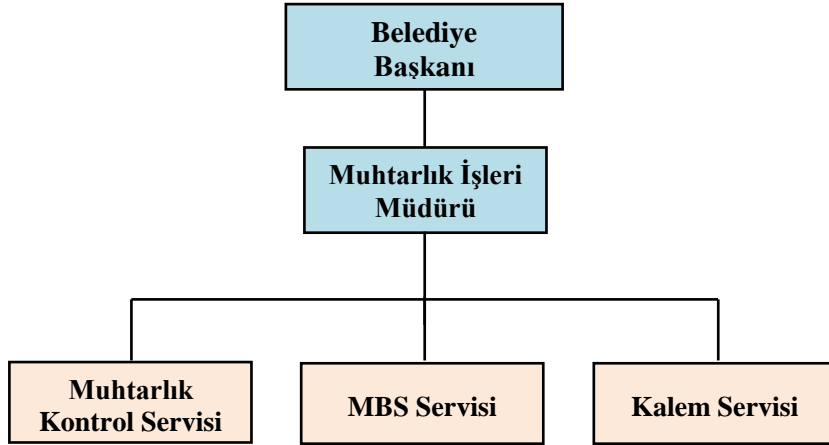 Belediye
Başkanı
Muhtarlık İşleri
Müdürü
Muhtarlık
Kontrol Servisi
MBS Servisi
Kalem Servisi